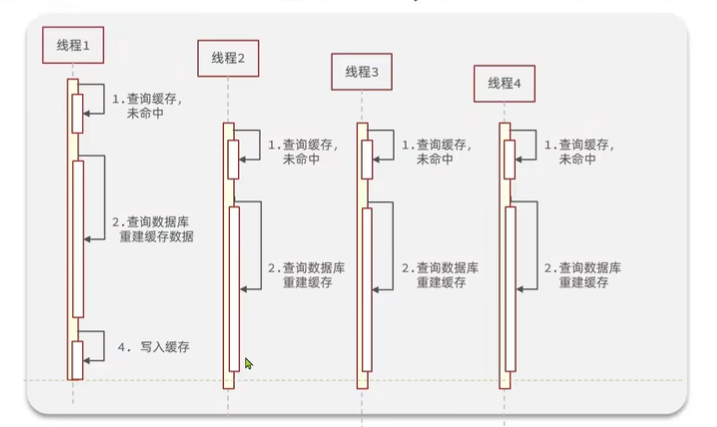 线程1
线程2
线程3
线程4
1.查询缓存，
未命中
1.查询缓存，
未命中
1.查询缓存，
未命中
1.查询缓存，
未命中
2.查询数据库
重建缓存数据
2.查询数据库
重建缓存
2.查询数据库
重建缓存
2.查询数据库
重建缓存
4. 写入缓存